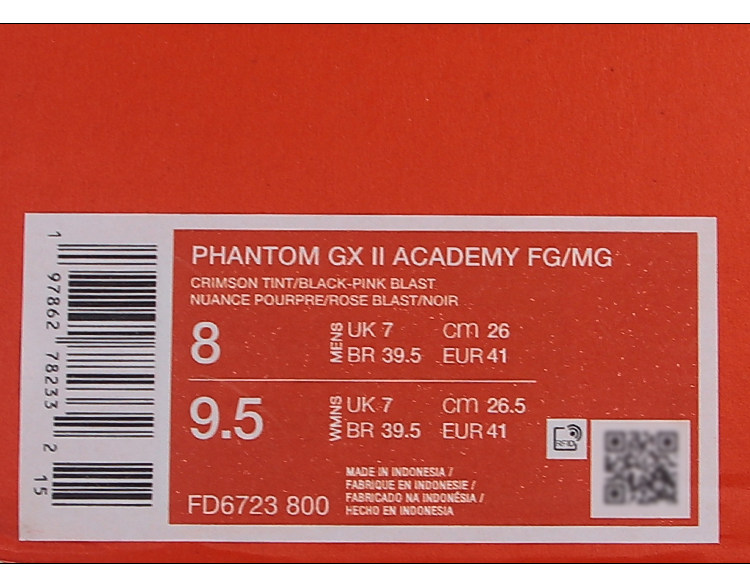 PHANTOM GX II ACADEMY FG/MG
CRIMSON TINT/BLACK-PINK BLAST
NUANCE POURPRE/ROSE BLAST/NOIR
8 MENS UK 7 cm 26
BR 39.5 EUR 41
9.5 WMNS UK 7 cm 26.5
BR 39.5 EUR 41
RFID
FD6723 800
MADE IN INDONESIA /
FABRIQUE EN INDONESIE /
FABRICADO NA INDONÉSIA /
HECHO EN INDONESIA
1 97862 78233 2 15